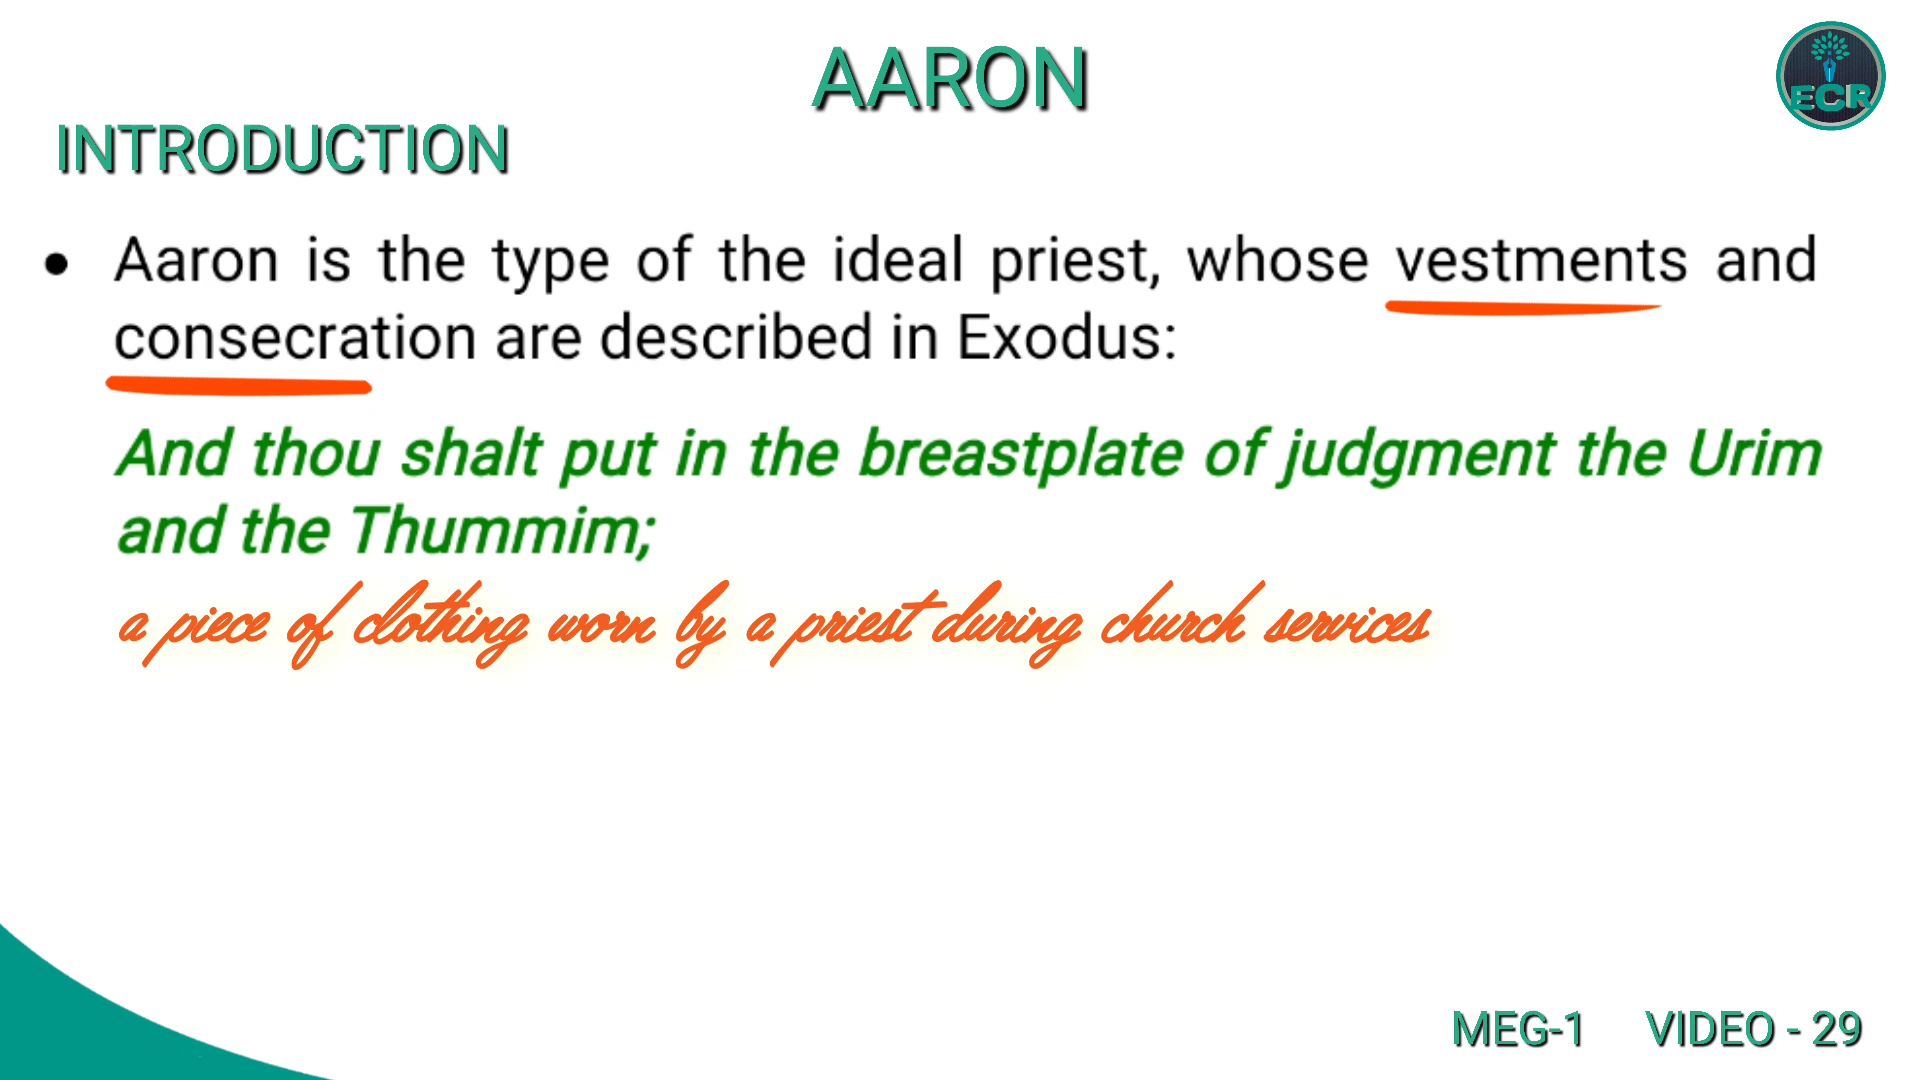 AARON
ECR
INTRODUCTION
• Aaron is the type of the ideal priest, whose vestments and
consecration are described in Exodus:
And thou shalt put in the breastplate of judgment the Urim
and the Thummim;
a piece of clothing worn by a priest during church services
MEG-1 VIDEO - 29